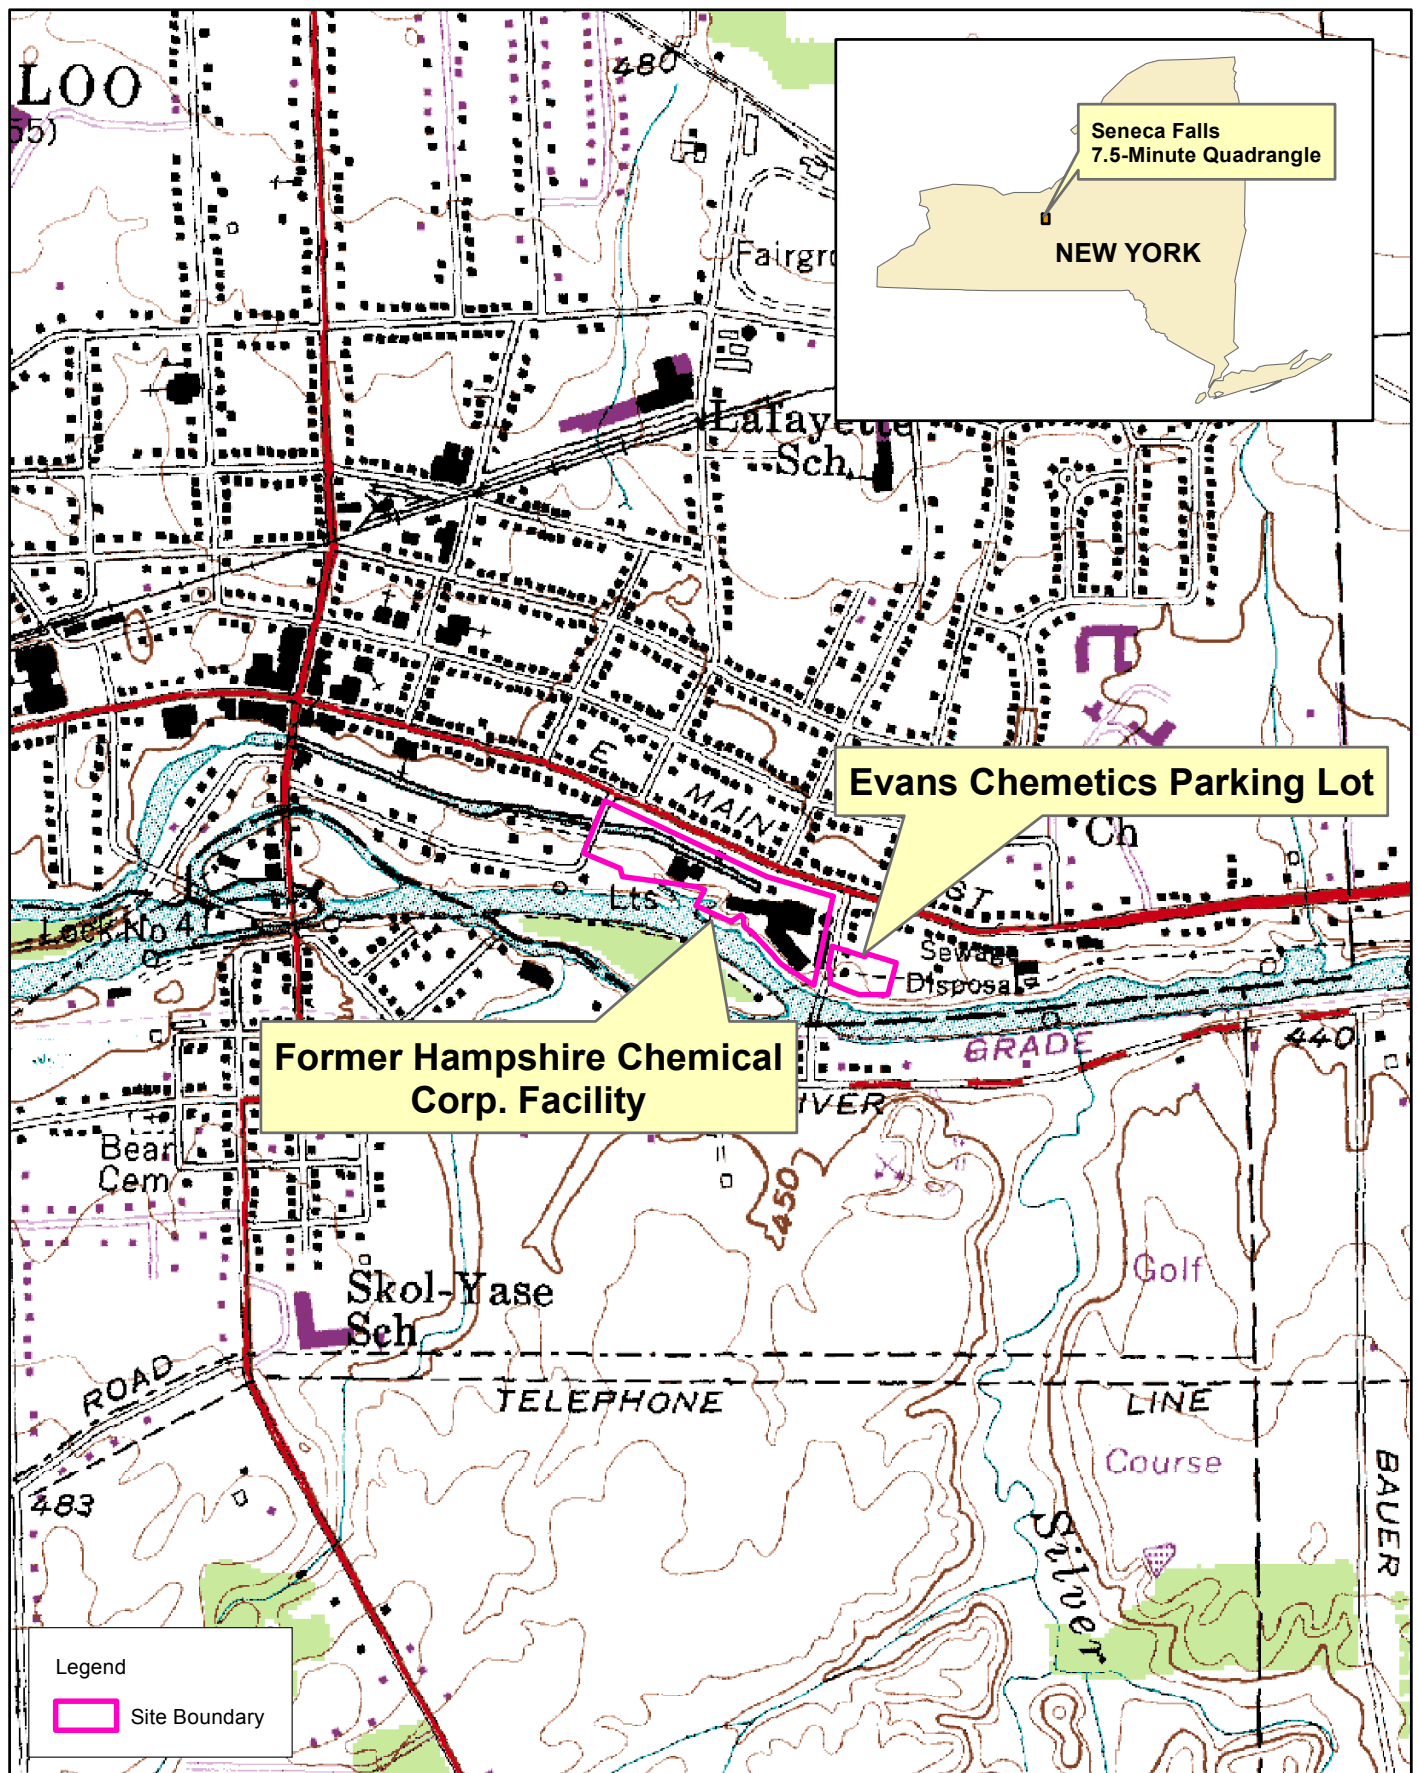 LOO
55)
480
Seneca Falls
7.5-Minute Quadrangle
NEW YORK
Fairgr
Lafayette
Sch.
E
MAIN
ST
Evans Chemetics Parking Lot
Ch
Lts
Lock No 4
Sewage
Disposal
Former Hampshire Chemical
Corp. Facility
GRADE
440
IVER
Bear
Cem
450
Golf
Skol-Yase
Sch
ROAD
TELEPHONE
LINE
Course
BAUER
483
Silver
Legend
Site Boundary